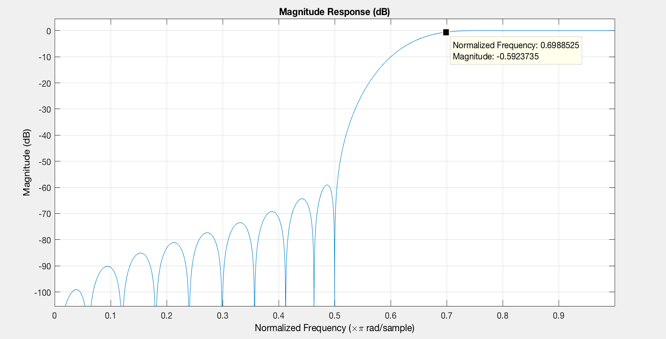 Magnitude Response (dB)
0
-10
-20
-30
-40
-50
-60
-70
-80
-90
-100
Magnitude (dB)
Normalized Frequency: 0.6988525
Magnitude: -0.5923735
0 0.1 0.2 0.3 0.4 0.5 0.6 0.7 0.8 0.9
Normalized Frequency (×π rad/sample)